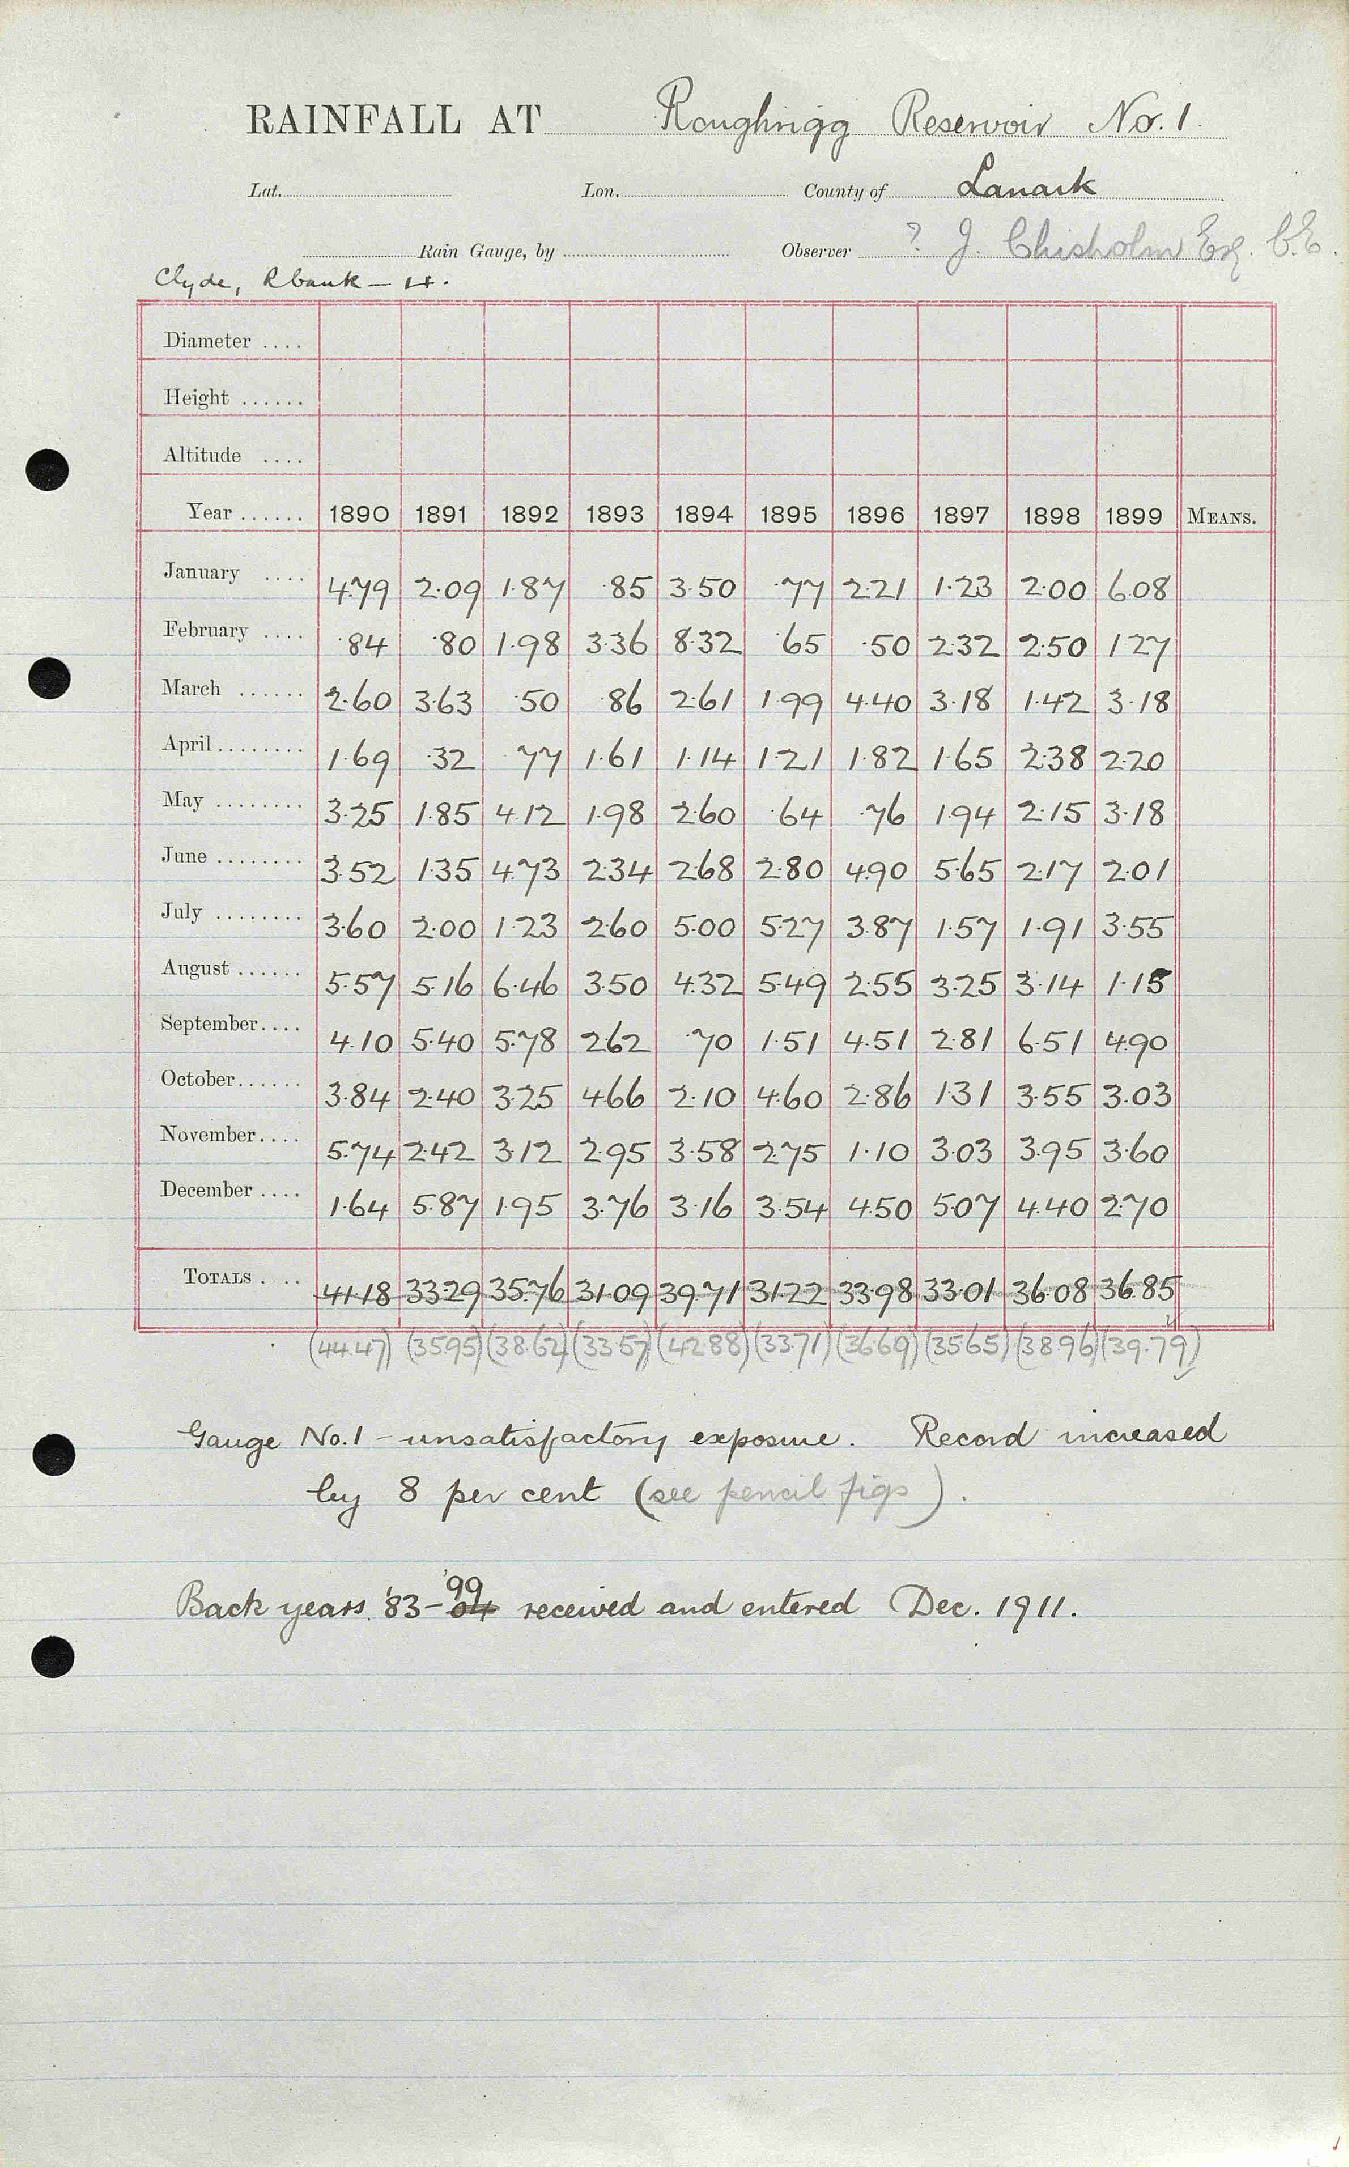 RAINFALL AT Roughrigg Reservoir No. 1
Lat. Lon. County of Lanark
Rain Gauge, by Observer ? J. Chisholm Esq. C.E.
Clyde, R bank – 
Diameter ....
Height ......
Altitude ....
Year ...... 1890 1891 1892 1893 1894 1895 1896 1897 1898 1899 MEANS.
January .... 4.79 2.09 1.87 .85 3.50 .77 2.21 1.23 2.00 6.08
February .... .84 .80 1.98 3.36 8.32 .65 .50 2.32 2.50 1.27
March ...... 2.60 3.63 .50 .86 2.61 1.99 4.40 3.18 1.42 3.18
April ........ 1.69 .32 .77 1.61 1.14 1.21 1.82 1.65 2.38 2.20
May ........ 3.25 1.85 4.12 1.98 2.60 .64 .76 1.94 2.15 3.18
June ........ 3.52 1.35 4.73 2.34 2.68 2.80 4.90 5.65 2.17 2.01
July ........ 3.60 2.00 1.23 2.60 5.00 5.27 3.87 1.57 1.91 3.55
August ...... 5.57 5.16 6.46 3.50 4.32 5.49 2.55 3.25 3.14 1.15
September .... 4.10 5.40 5.78 2.62 .70 1.51 4.51 2.81 6.51 4.90
October ...... 3.84 2.40 3.25 4.66 2.10 4.60 2.86 1.31 3.55 3.03
November .... 5.74 2.42 3.12 2.95 3.58 2.75 1.10 3.03 3.95 3.60
December .... 1.64 5.87 1.95 3.76 3.16 3.54 4.50 5.07 4.40 2.70
TOTALS .... 41.18 33.29 35.76 31.09 39.71 31.22 33.98 33.01 36.08 36.85
(44.47) (35.95) (38.62) (33.57) (42.88) (33.71) (36.69) (35.65) (38.96) (39.79)
Gauge No. 1 – unsatisfactory exposure. Record increased
by 8 per cent (see pencil figs).
'99
Back years '83–04 received and entered Dec. 1911.